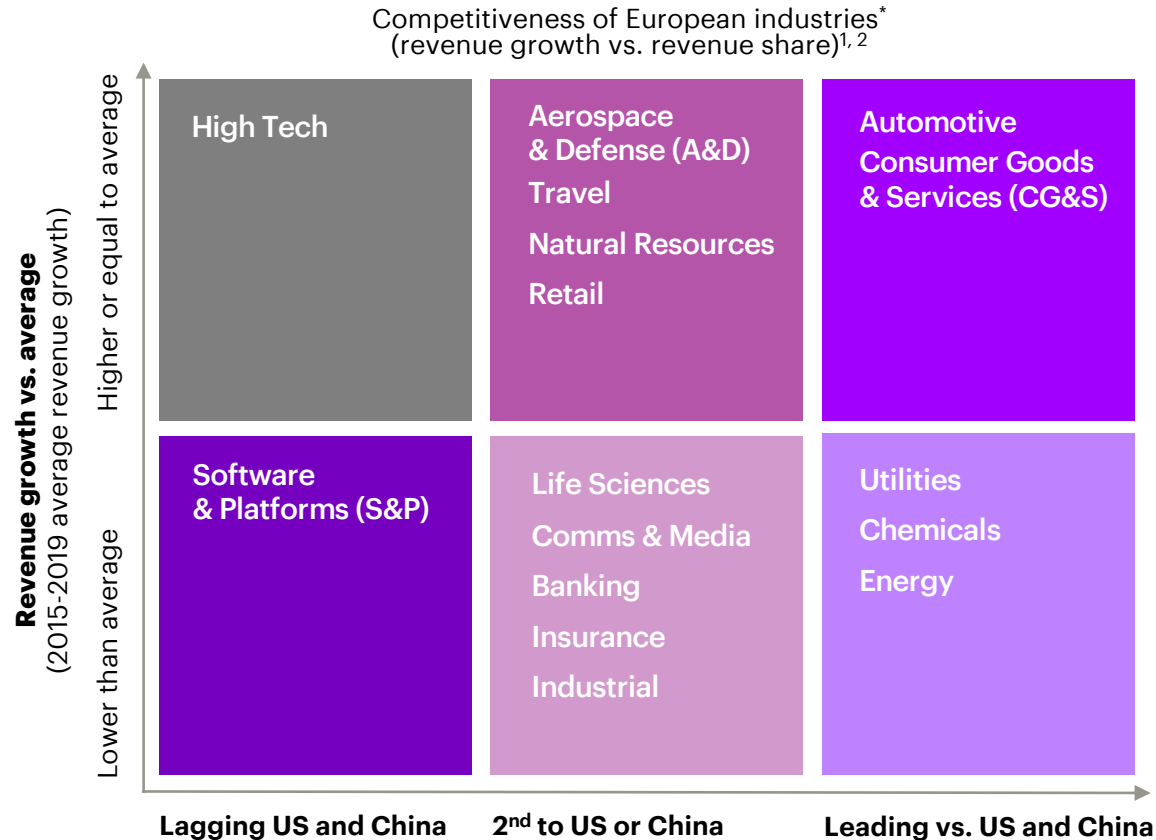 Competitiveness of European industries*
(revenue growth vs. revenue share)1, 2
Revenue growth vs. average
(2015-2019 average revenue growth)
Higher or equal to average
High Tech
Aerospace
& Defense (A&D)
Travel
Natural Resources
Retail
Automotive
Consumer Goods
& Services (CG&S)
Lower than average
Software
& Platforms (S&P)
Life Sciences
Comms & Media
Banking
Insurance
Industrial
Utilities
Chemicals
Energy
Lagging US and China
2nd to US or China
Leading vs. US and China